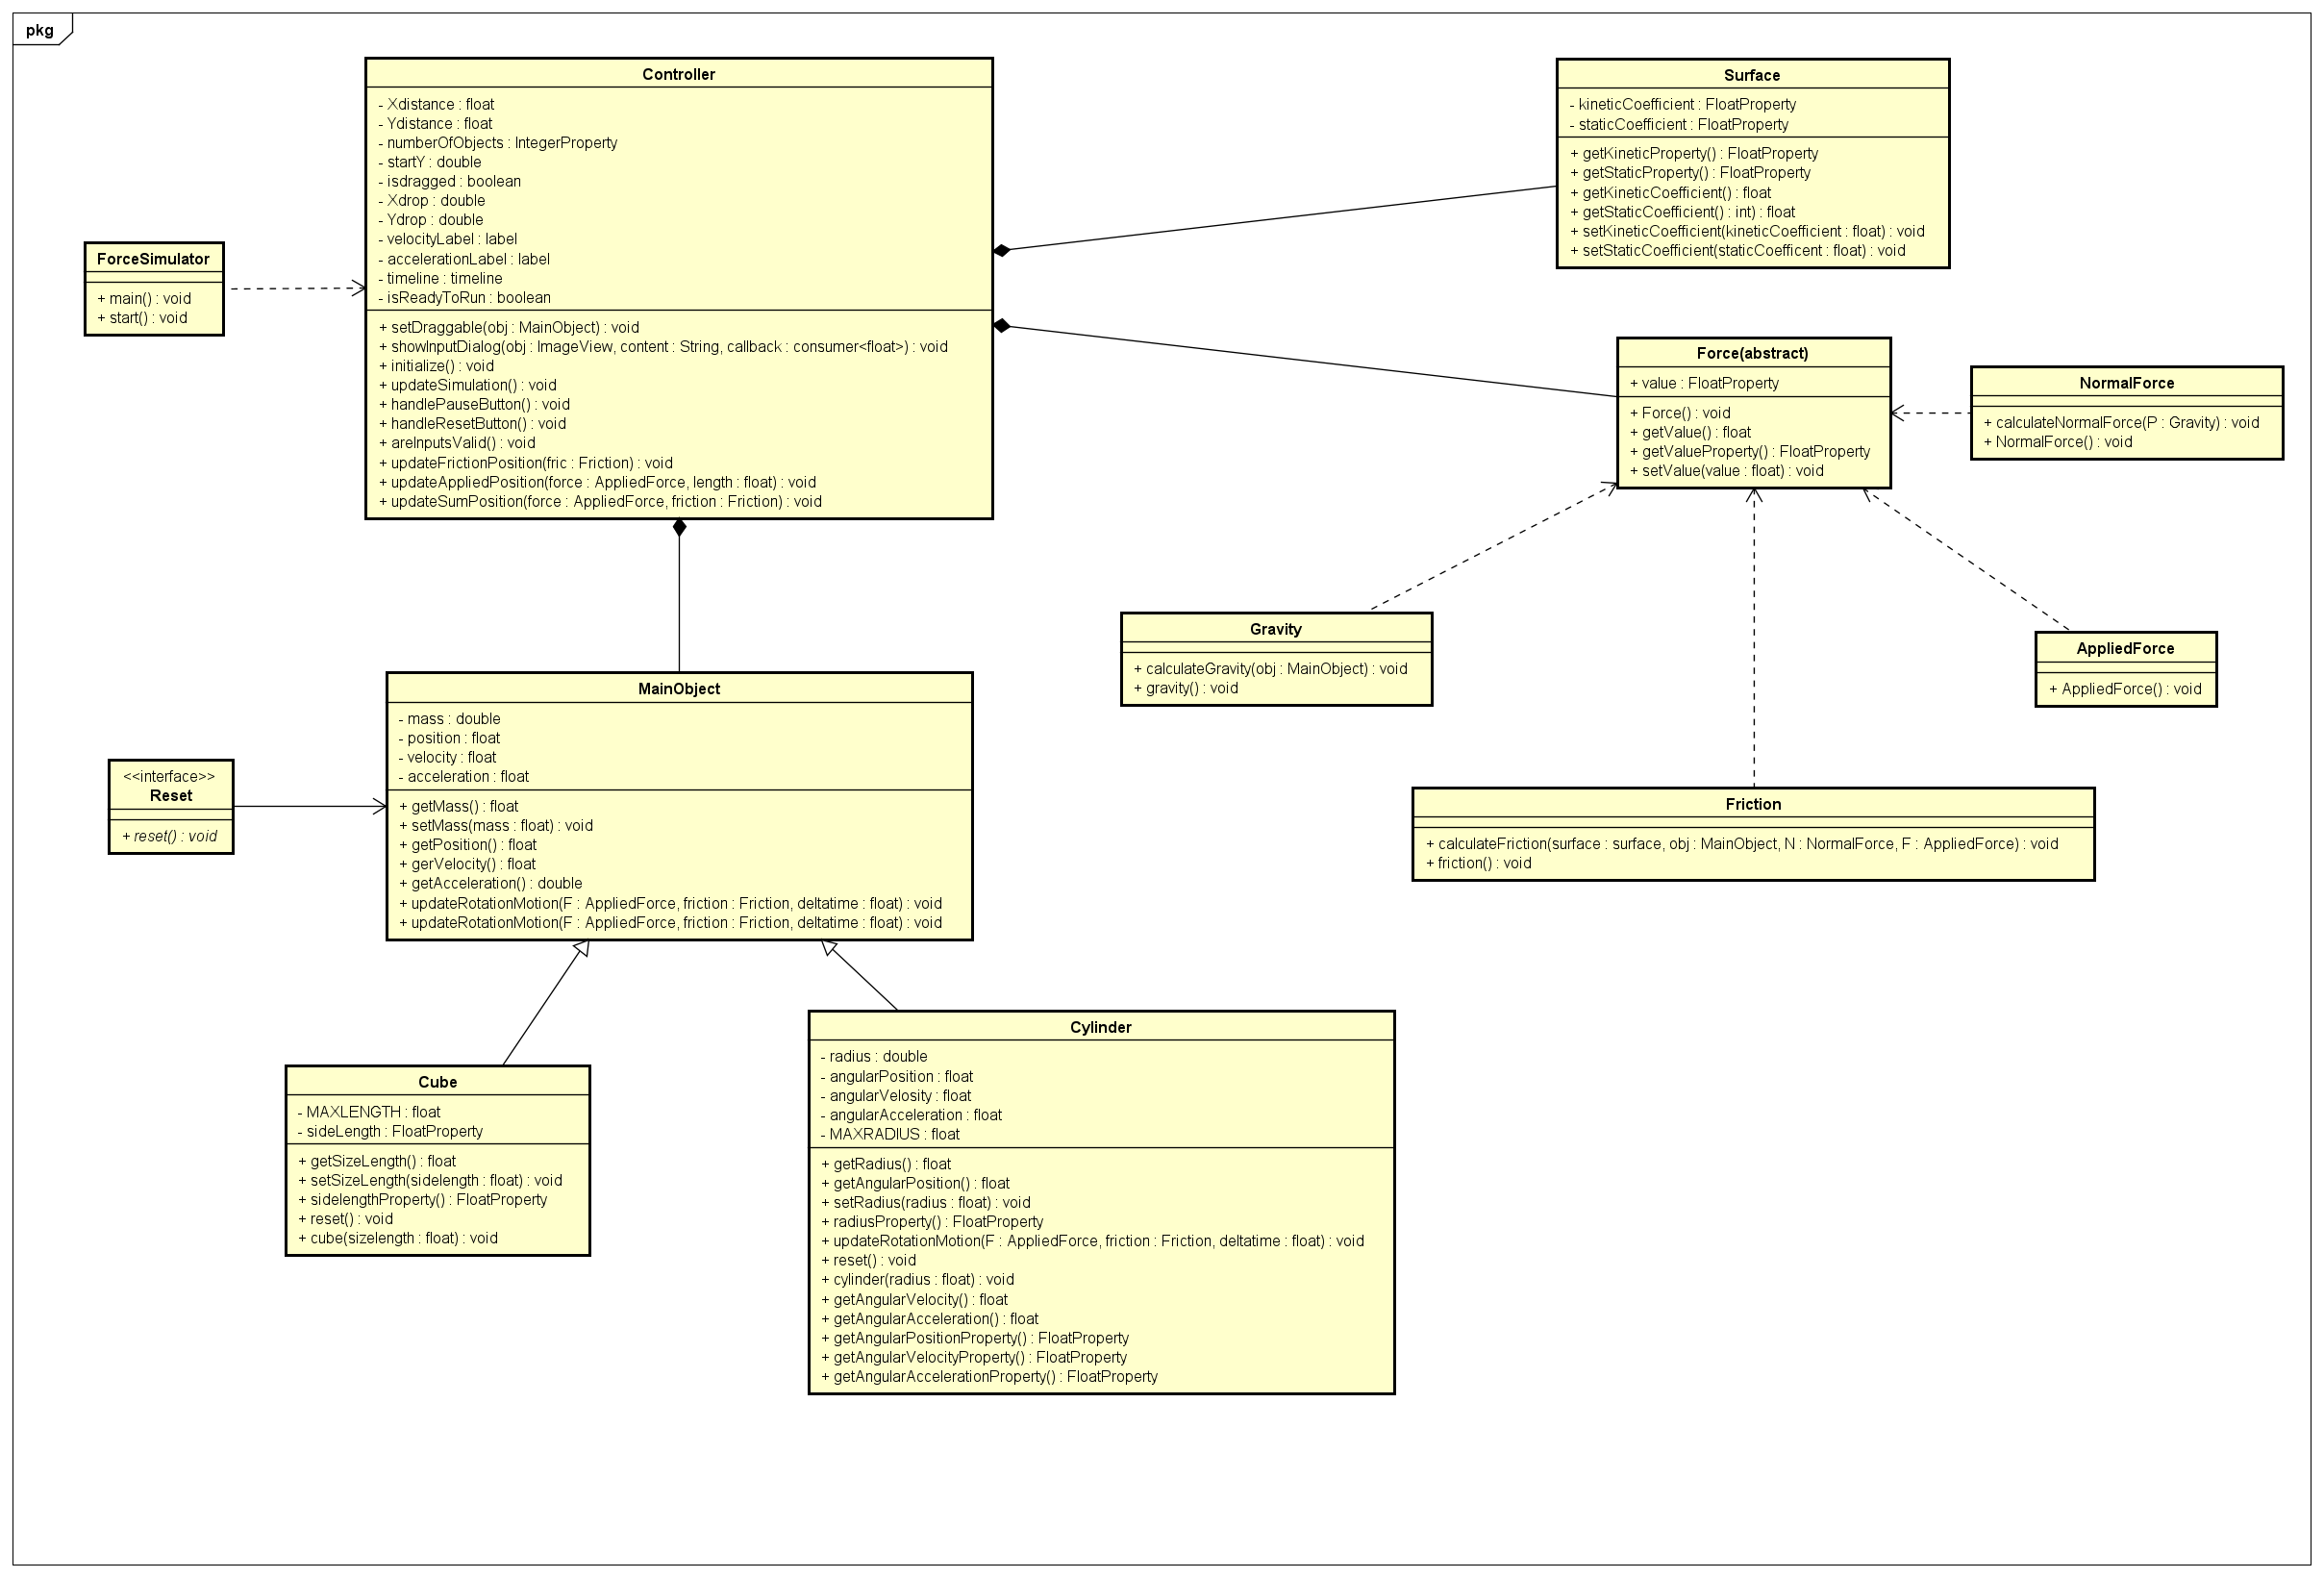 pkg
Controller
- Xdistance : float
- Ydistance : float
- numberOfObjects : IntegerProperty
- startY : double
- isdragged : boolean
- Xdrop : double
- Ydrop : double
- velocityLabel : label
- accelerationLabel : label
- timeline : timeline
- isReadyToRun : boolean
+ setDraggable(obj : MainObject) : void
+ showInputDialog(obj : ImageView, content : String, callback : consumer<float>) : void
+ initialize() : void
+ updateSimulation() : void
+ handlePauseButton() : void
+ handleResetButton() : void
+ areInputsValid() : void
+ updateFrictionPosition(fric : Friction) : void
+ updateAppliedPosition(force : AppliedForce, length : float) : void
+ updateSumPosition(force : AppliedForce, friction : Friction) : void
Surface
- kineticCoefficient : FloatProperty
- staticCoefficient : FloatProperty
+ getKineticProperty() : FloatProperty
+ getStaticProperty() : FloatProperty
+ getKineticCoefficient() : float
+ getStaticCoefficient() : int) : float
+ setKineticCoefficient(kineticCoefficient : float) : void
+ setStaticCoefficient(staticCoefficent : float) : void
ForceSimulator
+ main() : void
+ start() : void
Force(abstract)
+ value : FloatProperty
+ Force() : void
+ getValue() : float
+ getValueProperty() : FloatProperty
+ setValue(value : float) : void
NormalForce
+ calculateNormalForce(P : Gravity) : void
+ NormalForce() : void
Gravity
+ calculateGravity(obj : MainObject) : void
+ gravity() : void
AppliedForce
+ AppliedForce() : void
MainObject
- mass : double
- position : float
- velocity : float
- acceleration : float
+ getMass() : float
+ setMass(mass : float) : void
+ getPosition() : float
+ gerVelocity() : float
+ getAcceleration() : double
+ updateRotationMotion(F : AppliedForce, friction : Friction, deltatime : float) : void
+ updateRotationMotion(F : AppliedForce, friction : Friction, deltatime : float) : void
<<interface>>
Reset
+ reset() : void
Friction
+ calculateFriction(surface : surface, obj : MainObject, N : NormalForce, F : AppliedForce) : void
+ friction() : void
Cube
- MAXLENGTH : float
- sideLength : FloatProperty
+ getSizeLength() : float
+ setSizeLength(sidelength : float) : void
+ sidelengthProperty() : FloatProperty
+ reset() : void
+ cube(sizelength : float) : void
Cylinder
- radius : double
- angularPosition : float
- angularVelosity : float
- angularAcceleration : float
- MAXRADIUS : float
+ getRadius() : float
+ getAngularPosition() : float
+ setRadius(radius : float) : void
+ radiusProperty() : FloatProperty
+ updateRotationMotion(F : AppliedForce, friction : Friction, deltatime : float) : void
+ reset() : void
+ cylinder(radius : float) : void
+ getAngularVelocity() : float
+ getAngularAcceleration() : float
+ getAngularPositionProperty() : FloatProperty
+ getAngularVelocityProperty() : FloatProperty
+ getAngularAccelerationProperty() : FloatProperty